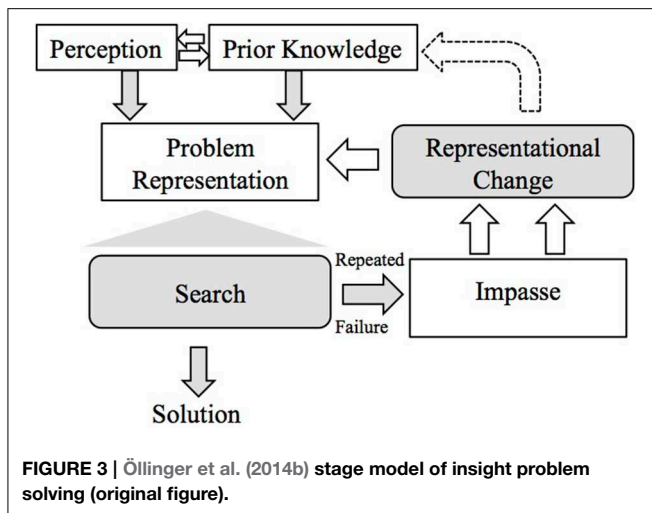 Perception
Prior Knowledge
Problem
Representation
Representational
Change
Search
Repeated
Failure
Impasse
Solution
FIGURE 3 | Öllinger et al. (2014b) stage model of insight problem
solving (original figure).